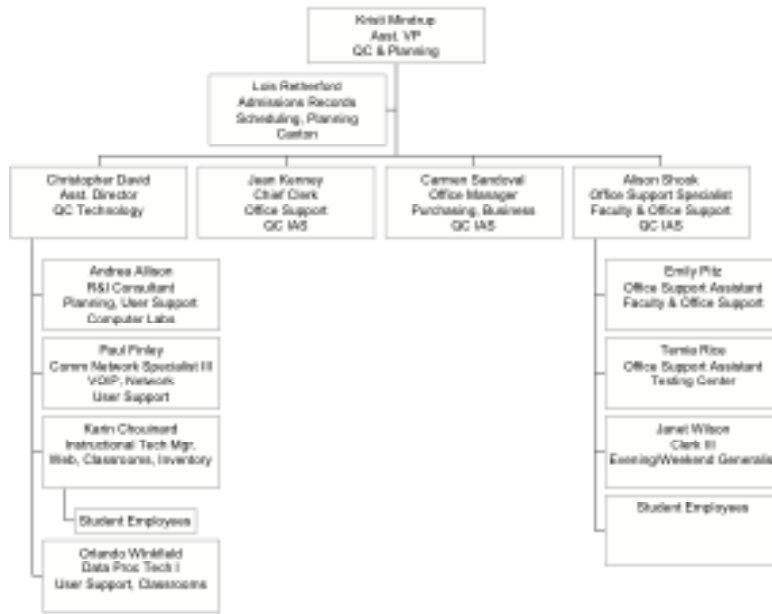 Kristi Mindrup
Asst. VP
QC & Planning
Lois Retherford
Admissions Records
Scheduling, Planning
Canton
Christopher David
Asst. Director
QC Technology
Jean Kenney
Chief Clerk
Office Support
QC IAS
Carmen Sandoval
Office Manager
Purchasing, Business
QC IAS
Alison Shook
Office Support Specialist
Faculty & Office Support
QC IAS
Andrea Allison
R&I Consultant
Planning, User Support
Computer Labs
Emily Pitz
Office Support Assistant
Faculty & Office Support
Paul Finley
Comm Network Specialist III
VOIP, Network
User Support
Rice
Office Support Assistant
Testing Center
Karin Chouinard
Instructional Tech Mgr.
Web, Classrooms, Inventory
Janet Wilson
Clerk III
Evening/Weekend Generalis
Student Employees
Student Employees
Orlando Winkfield
Data Proc Tech I
User Support, Classrooms